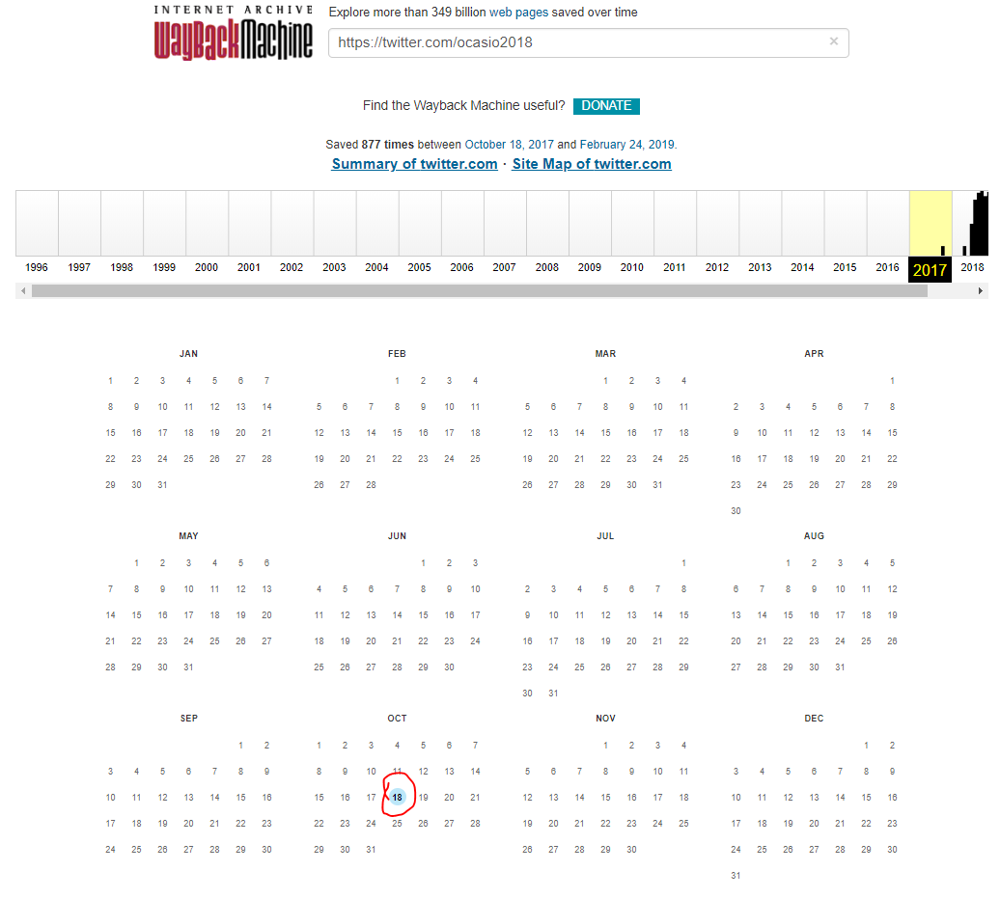 INTERNET ARCHIVE
WayBackMachine
Explore more than 349 billion web pages saved over time
https://twitter.com/ocasio2018 ×
Find the Wayback Machine useful? DONATE
Saved 877 times between October 18, 2017 and February 24, 2019.
Summary of twitter.com · Site Map of twitter.com
1996 1997 1998 1999 2000 2001 2002 2003 2004 2005 2006 2007 2008 2009 2010 2011 2012 2013 2014 2015 2016 2017 2018
JAN FEB MAR APR
1 2 3 4 5 6 7 1 2 3 4 1 2 3 4 1
8 9 10 11 12 13 14 5 6 7 8 9 10 11 5 6 7 8 9 10 11 2 3 4 5 6 7 8
15 16 17 18 19 20 21 12 13 14 15 16 17 18 12 13 14 15 16 17 18 9 10 11 12 13 14 15
22 23 24 25 26 27 28 19 20 21 22 23 24 25 19 20 21 22 23 24 25 16 17 18 19 20 21 22
29 30 31 26 27 28 26 27 28 29 30 31 23 24 25 26 27 28 29
30
MAY JUN JUL AUG
1 2 3 4 5 6 1 2 3 1 1 2 3 4 5
7 8 9 10 11 12 13 4 5 6 7 8 9 10 2 3 4 5 6 7 8 6 7 8 9 10 11 12
14 15 16 17 18 19 20 11 12 13 14 15 16 17 9 10 11 12 13 14 15 13 14 15 16 17 18 19
21 22 23 24 25 26 27 18 19 20 21 22 23 24 16 17 18 19 20 21 22 20 21 22 23 24 25 26
28 29 30 31 25 26 27 28 29 30 23 24 25 26 27 28 29 27 28 29 30 31
30 31
SEP OCT NOV DEC
1 2 1 2 3 4 5 6 7 1 2 3 4 1 2
3 4 5 6 7 8 9 8 9 10 11 12 13 14 5 6 7 8 9 10 11 3 4 5 6 7 8 9
10 11 12 13 14 15 16 15 16 17 18 19 20 21 12 13 14 15 16 17 18 10 11 12 13 14 15 16
17 18 19 20 21 22 23 22 23 24 25 26 27 28 19 20 21 22 23 24 25 17 18 19 20 21 22 23
24 25 26 27 28 29 30 29 30 31 26 27 28 29 30 24 25 26 27 28 29 30
31